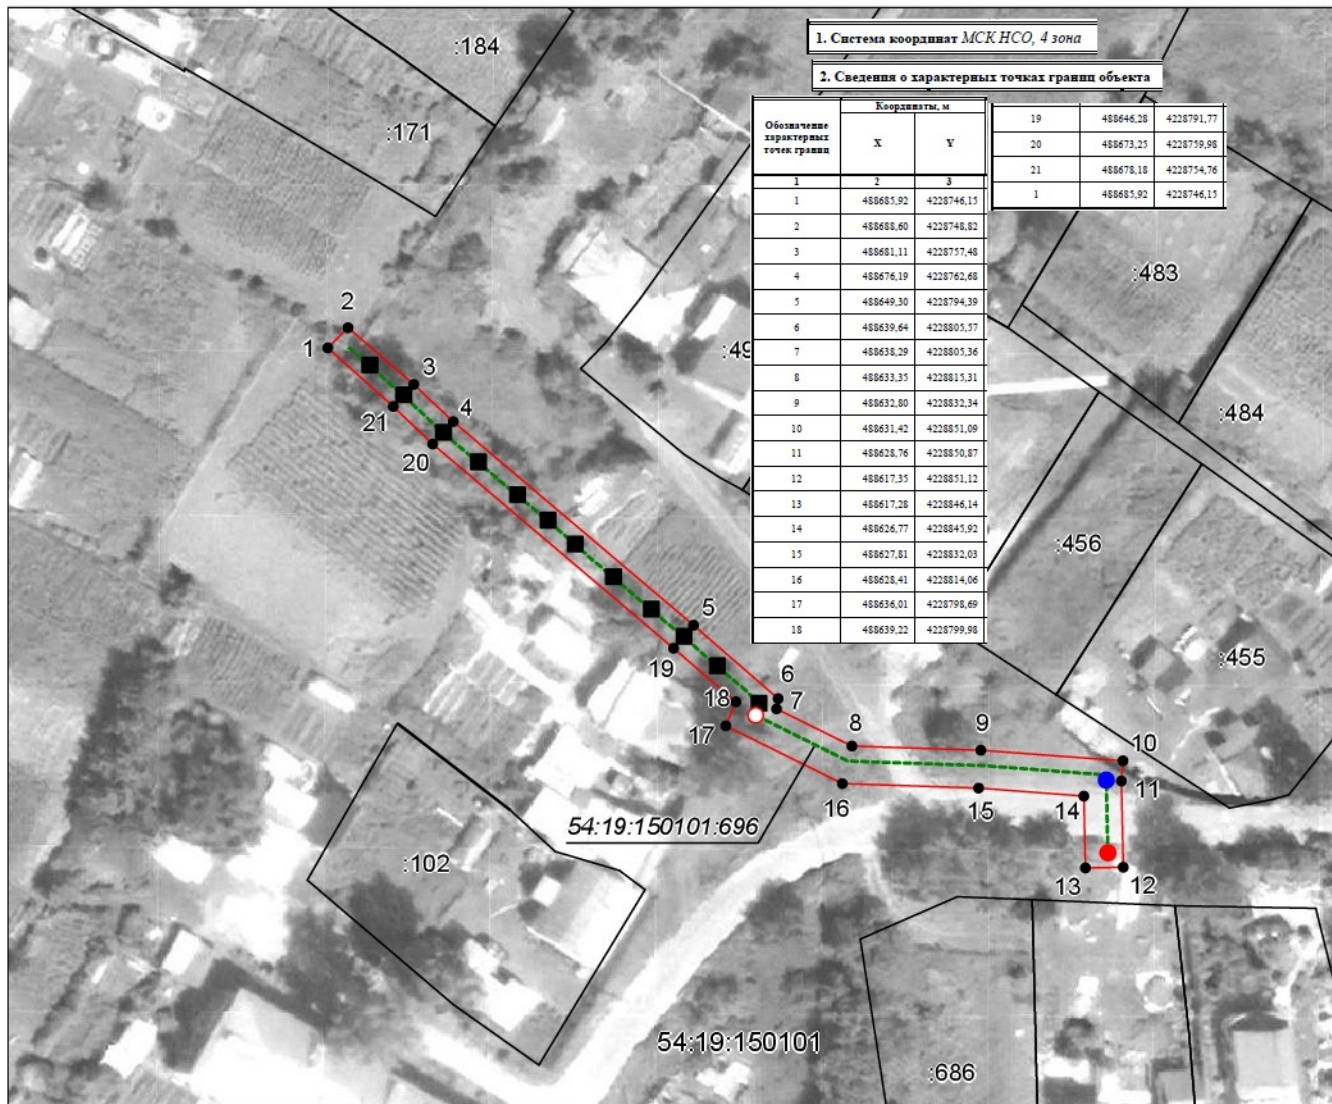 1. Система координат МСК НСО, 4 зона
2. Сведения о характерных точках границ объекта
Обозначение характерных точек границ
Координаты, м
X Y
1 2 3
1 488685,92 4228746,15
2 488688,60 4228748,82
3 488681,11 4228757,48
4 488676,19 4228762,68
5 488649,30 4228794,39
6 488639,64 4228805,57
7 488638,29 4228805,36
8 488633,35 4228815,31
9 488632,80 4228832,34
10 488631,42 4228851,09
11 488628,76 4228850,87
12 488617,35 4228851,12
13 488617,28 4228846,14
14 488626,77 4228845,92
15 488627,81 4228832,03
16 488628,41 4228814,06
17 488636,01 4228798,69
18 488639,22 4228799,98
19 488646,28 4228791,77
20 488673,25 4228759,98
21 488678,18 4228754,76
1 488685,92 4228746,15
:184
:171
:483
:484
:49
:456
:455
2
1
3
4
21
20
5
19
6
18
7
17
8
9
10
11
16
15
14
13
12
54:19:150101:696
:102
54:19:150101
:686